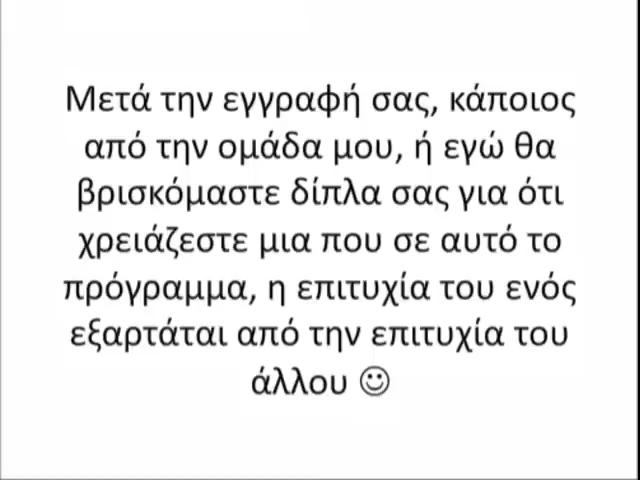 Μετά την εγγραφή σας, κάποιος
από την ομάδα μου, ή εγώ θα
βρισκόμαστε δίπλα σας για ότι
χρειάζεστε μια που σε αυτό το
πρόγραμμα, η επιτυχία του ενός
εξαρτάται από την επιτυχία του
άλλου ☺